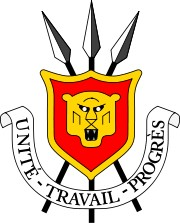 UNITÉ - TRAVAIL - PROGRÈS